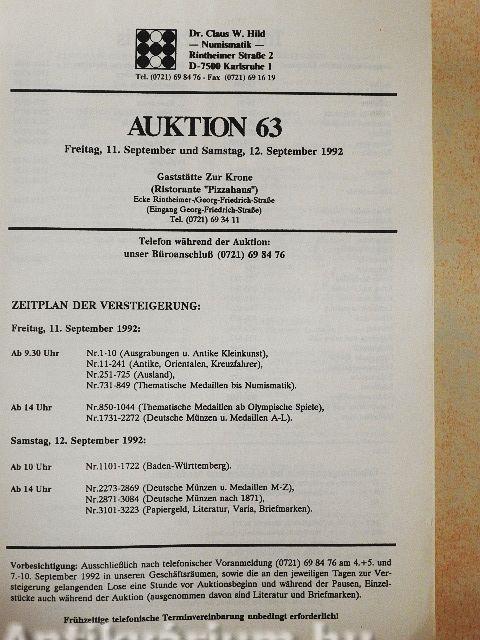 Dr. Claus W. Hild
— Numismatik —
Rintheimer Straße 2
D-7500 Karlsruhe 1
Tel. (0721) 69 84 76 - Fax (0721) 69 16 19
AUKTION 63
Freitag, 11. September und Samstag, 12. September 1992
Gaststätte Zur Krone
(Ristorante "Pizzahaus")
Ecke Rintheimer-/Georg-Friedrich-Straße
(Eingang Georg-Friedrich-Straße)
Tel. (0721) 69 34 11
Telefon während der Auktion:
unser Büroanschluß (0721) 69 84 76
ZEITPLAN DER VERSTEIGERUNG:
Freitag, 11. September 1992:
Ab 9.30 Uhr Nr.1-10 (Ausgrabungen u. Antike Kleinkunst),
Nr.11-241 (Antike, Orientalen, Kreuzfahrer),
Nr.251-725 (Ausland),
Nr.731-849 (Thematische Medaillen bis Numismatik).
Ab 14 Uhr Nr.850-1044 (Thematische Medaillen ab Olympische Spiele),
Nr.1731-2272 (Deutsche Münzen u. Medaillen A-L).
Samstag, 12. September 1992:
Ab 10 Uhr Nr.1101-1722 (Baden-Württemberg).
Ab 14 Uhr Nr.2273-2869 (Deutsche Münzen u. Medaillen M-Z),
Nr.2871-3084 (Deutsche Münzen nach 1871),
Nr.3101-3223 (Papiergeld, Literatur, Varia, Briefmarken).
Vorbesichtigung: Ausschließlich nach telefonischer Voranmeldung (0721) 69 84 76 am 4.+5. und
7.-10. September 1992 in unseren Geschäftsräumen, sowie die an den jeweiligen Tagen zur Ver-
steigerung gelangenden Lose eine Stunde vor Auktionsbeginn und während der Pausen, Einzel-
stücke auch während der Auktion (ausgenommen davon sind Literatur und Briefmarken).
Frühzeitige telefonische Terminvereinbarung unbedingt erforderlich!